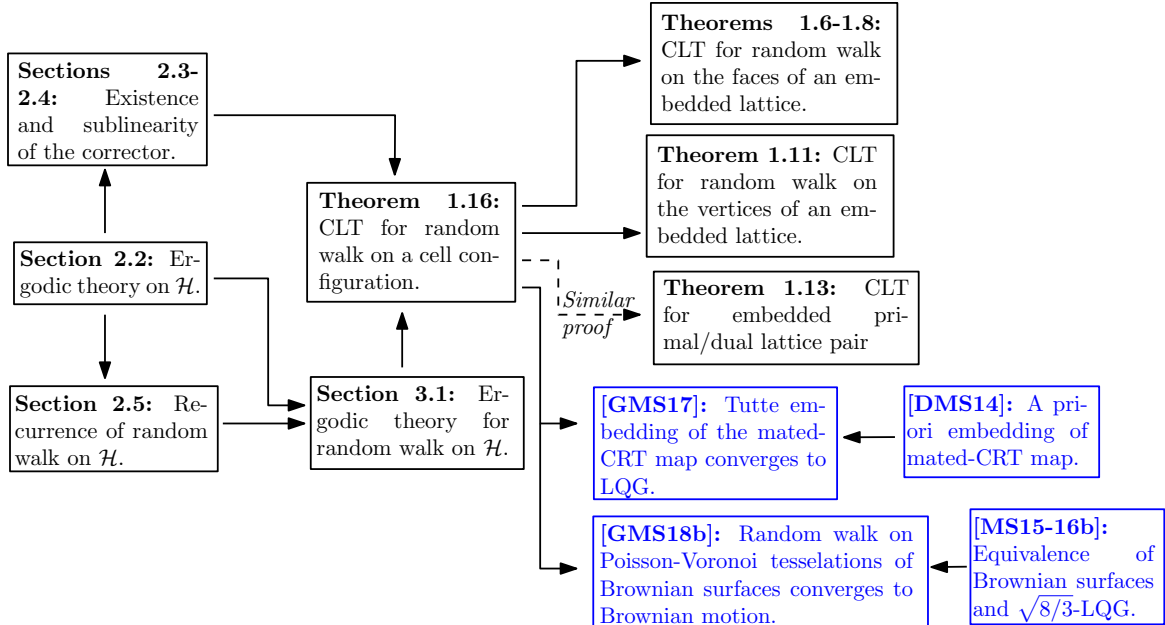 Sections 2.3-
2.4: Existence
and sublinearity
of the corrector.
Section 2.2: Er-
godic theory on $\mathcal{H}$.
Section 2.5: Re-
currence of random
walk on $\mathcal{H}$.
Theorem 1.16:
CLT for random
walk on a cell con-
figuration.
Section 3.1: Er-
godic theory for
random walk on $\mathcal{H}$.
Theorems 1.6-1.8:
CLT for random walk
on the faces of an em-
bedded lattice.
Theorem 1.11: CLT
for random walk on
the vertices of an em-
bedded lattice.
Similar
proof
Theorem 1.13: CLT
for embedded pri-
mal/dual lattice pair
[GMS17]: Tutte em-
bedding of the mated-
CRT map converges to
LQG.
[DMS14]: A pri-
ori embedding of
mated-CRT map.
[GMS18b]: Random walk on
Poisson-Voronoi tesselations of
Brownian surfaces converges to
Brownian motion.
[MS15-16b]:
Equivalence of
Brownian surfaces
and $\sqrt{8/3}$-LQG.